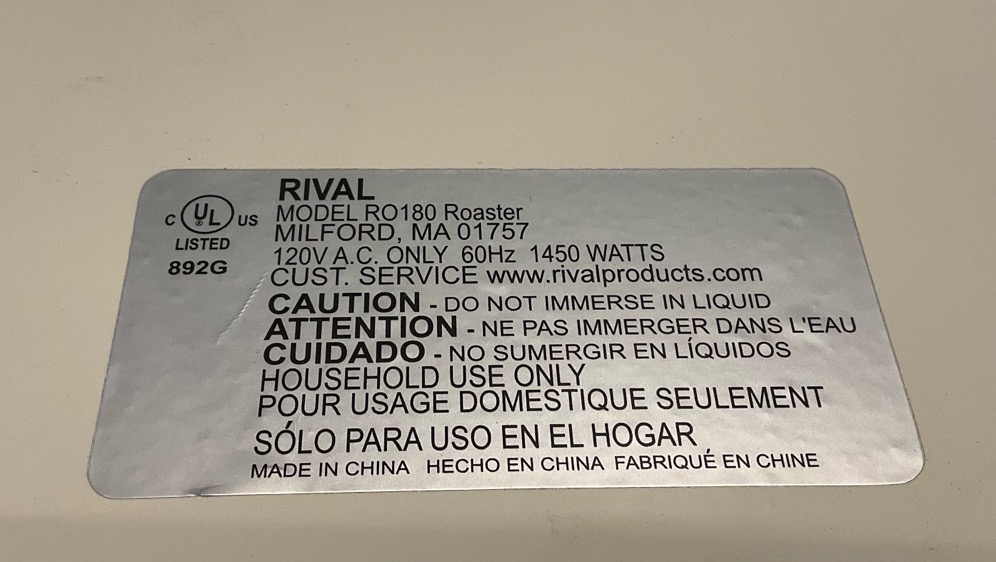 C UL US
®
LISTED
892G
RIVAL
MODEL RO180 Roaster
MILFORD, MA 01757
120V A.C. ONLY 60Hz 1450 WATTS
CUST. SERVICE www.rivalproducts.com
CAUTION - DO NOT IMMERSE IN LIQUID
ATTENTION - NE PAS IMMERGER DANS L'EAU
CUIDADO - NO SUMERGIR EN LÍQUIDOS
HOUSEHOLD USE ONLY
POUR USAGE DOMESTIQUE SEULEMENT
SÓLO PARA USO EN EL HOGAR
MADE IN CHINA HECHO EN CHINA FABRIQUÉ EN CHINE